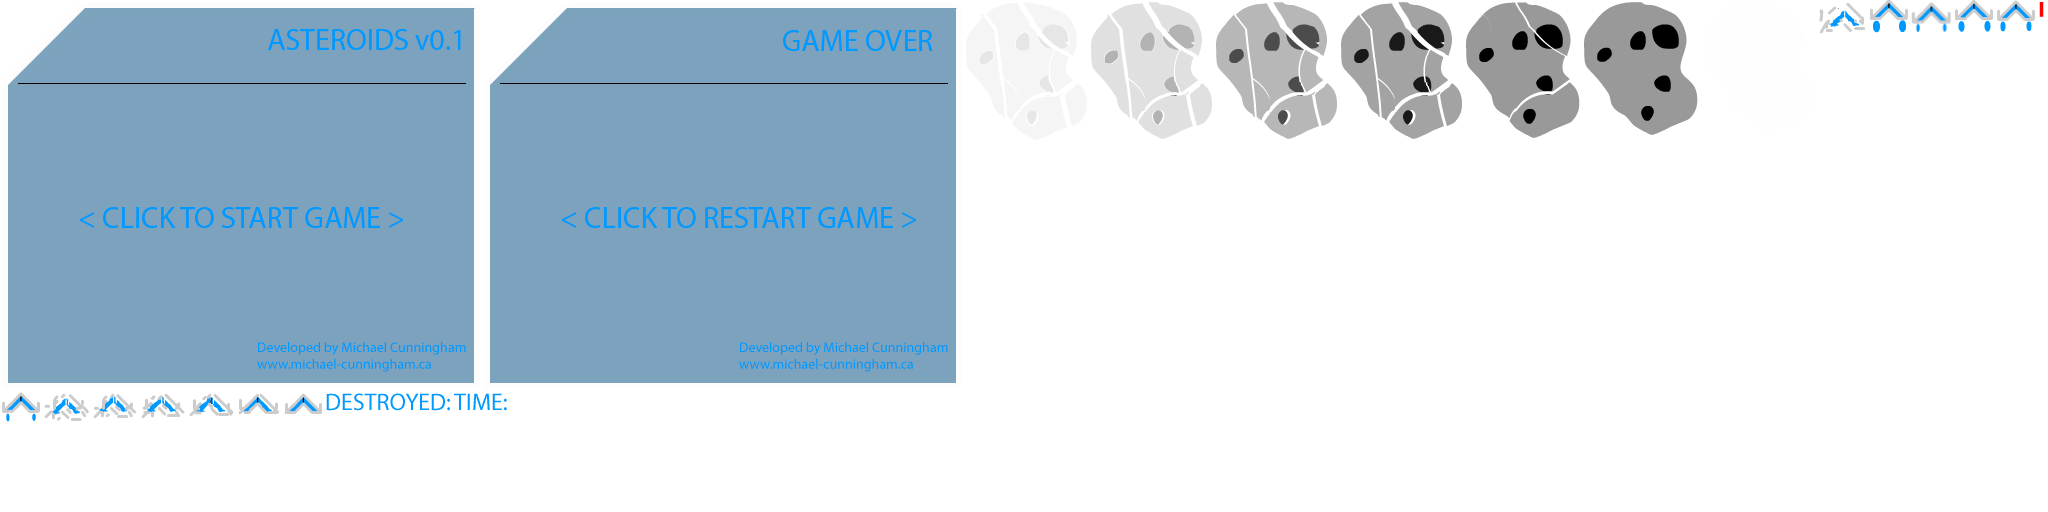 ASTEROIDS v0.1
< CLICK TO START GAME >
Developed by Michael Cunningham
www.michael-cunningham.ca
GAME OVER
< CLICK TO RESTART GAME >
Developed by Michael Cunningham
www.michael-cunningham.ca
DESTROYED: TIME: